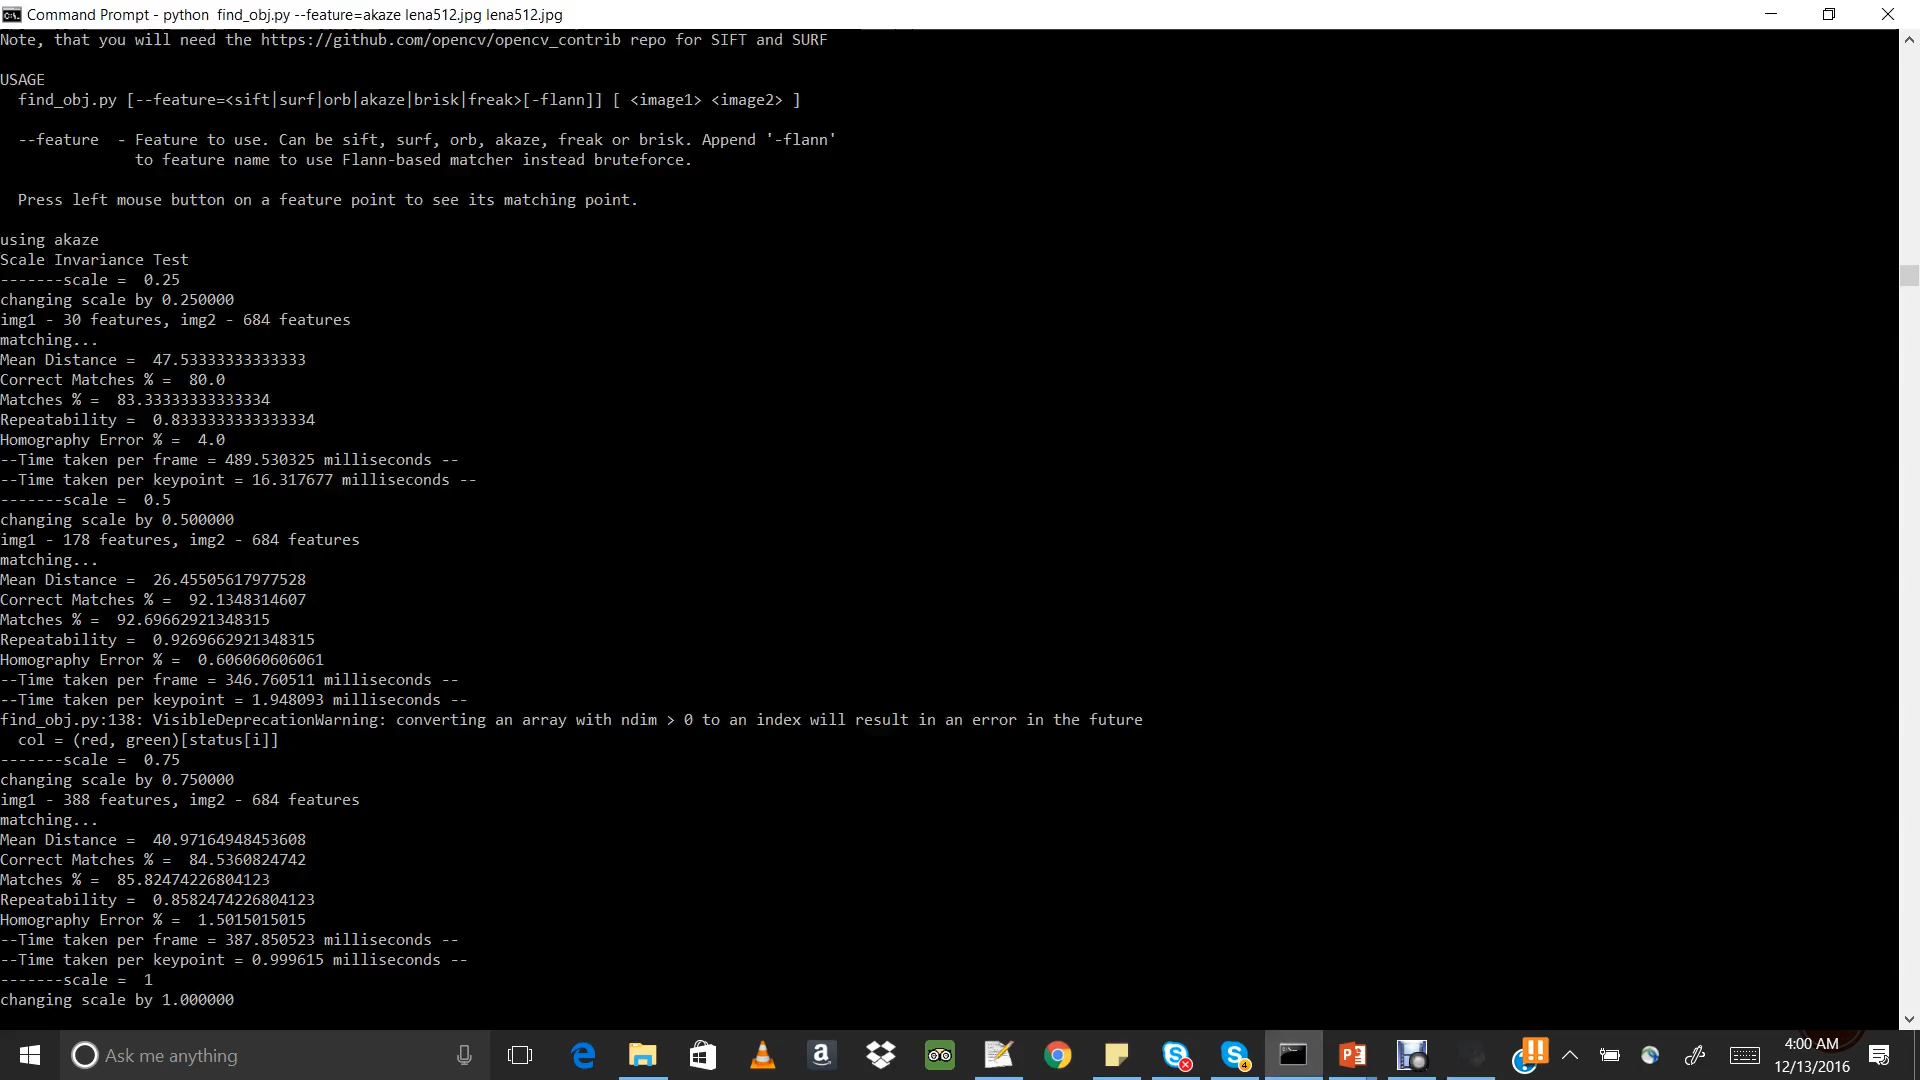 Command Prompt - python  find_obj.py --feature=akaze lena512.jpg lena512.jpg
Note, that you will need the https://github.com/opencv/opencv_contrib repo for SIFT and SURF
USAGE
find_obj.py [--feature=<sift|surf|orb|akaze|brisk|freak>[-flann]] [ <image1> <image2> ]
--feature  - Feature to use. Can be sift, surf, orb, akaze, freak or brisk. Append '-flann'
to feature name to use Flann-based matcher instead bruteforce.
Press left mouse button on a feature point to see its matching point.
using akaze
Scale Invariance Test
-------scale =  0.25
changing scale by 0.250000
img1 - 30 features, img2 - 684 features
matching...
Mean Distance =  47.53333333333333
Correct Matches % =  80.0
Matches % =  83.33333333333334
Repeatability =  0.8333333333333334
Homography Error % =  4.0
--Time taken per frame = 489.530325 milliseconds --
--Time taken per keypoint = 16.317677 milliseconds --
-------scale =  0.5
changing scale by 0.500000
img1 - 178 features, img2 - 684 features
matching...
Mean Distance =  26.45505617977528
Correct Matches % =  92.1348314607
Matches % =  92.69662921348315
Repeatability =  0.9269662921348315
Homography Error % =  0.606060606061
--Time taken per frame = 346.760511 milliseconds --
--Time taken per keypoint = 1.948093 milliseconds --
find_obj.py:138: VisibleDeprecationWarning: converting an array with ndim > 0 to an index will result in an error in the future
col = (red, green)[status[i]]
-------scale =  0.75
changing scale by 0.750000
img1 - 388 features, img2 - 684 features
matching...
Mean Distance =  40.97164948453608
Correct Matches % =  84.5360824742
Matches % =  85.82474226804123
Repeatability =  0.8582474226804123
Homography Error % =  1.5015015015
--Time taken per frame = 387.850523 milliseconds --
--Time taken per keypoint = 0.999615 milliseconds --
-------scale =  1
changing scale by 1.000000
Ask me anything
4:00 AM
12/13/2016